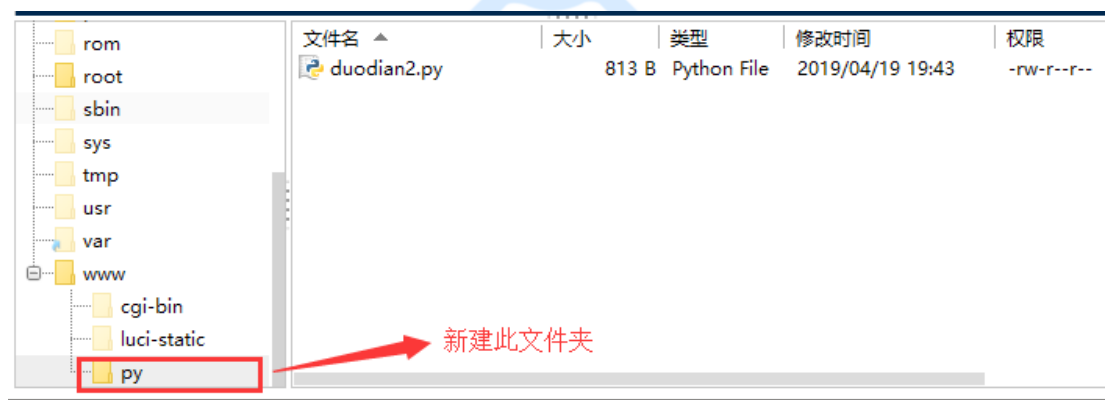 rom
root
sbin
sys
tmp
usr
var
www
cgi-bin
luci-static
py
文件名 大小 类型 修改时间 权限
duodian2.py 813 B Python File 2019/04/19 19:43 -rw-r--r--
新建此文件夹